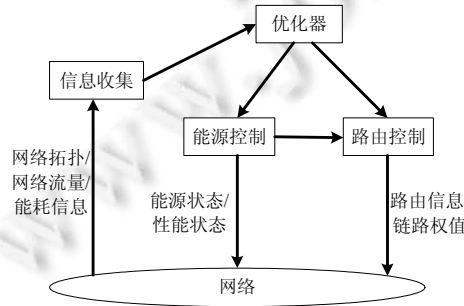 优化器
信息收集
能源控制
路由控制
网络拓扑/
网络流量/
能耗信息
能源状态/
性能状态
路由信息
链路权值
网络